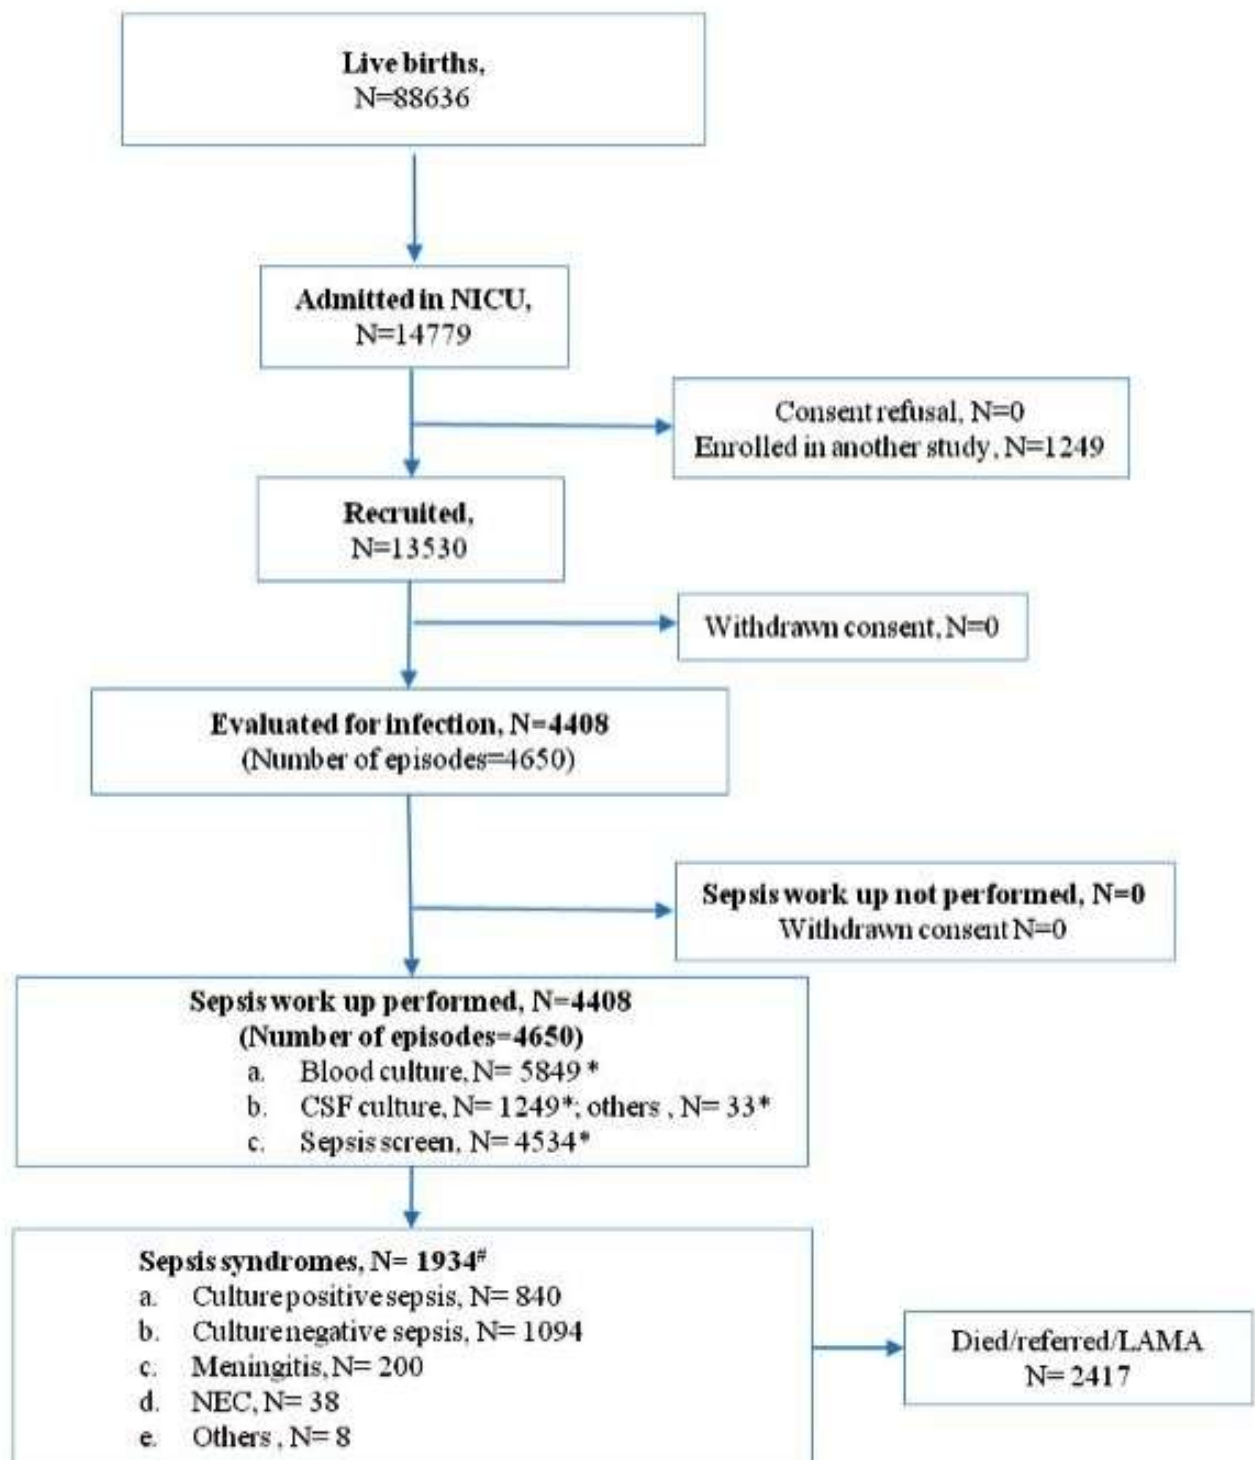 Live births,
N=88636
Admitted in NICU,
N=14779
Consent refusal, N=0
Enrolled in another study, N=1249
Recruited,
N=13530
Withdrawn consent, N=0
Evaluated for infection, N=4408
(Number of episodes=4650)
Sepsis work up not performed, N=0
Withdrawn consent N=0
Sepsis work up performed, N=4408
(Number of episodes=4650)
a. Blood culture, N= 5849 *
b. CSF culture, N= 1249*; others , N= 33*
c. Sepsis screen, N= 4534*
Sepsis syndromes, N= 1934#
a. Culture positive sepsis, N= 840
b. Culture negative sepsis, N= 1094
c. Meningitis, N= 200
d. NEC, N= 38
e. Others , N= 8
Died/referred/LAMA
N= 2417